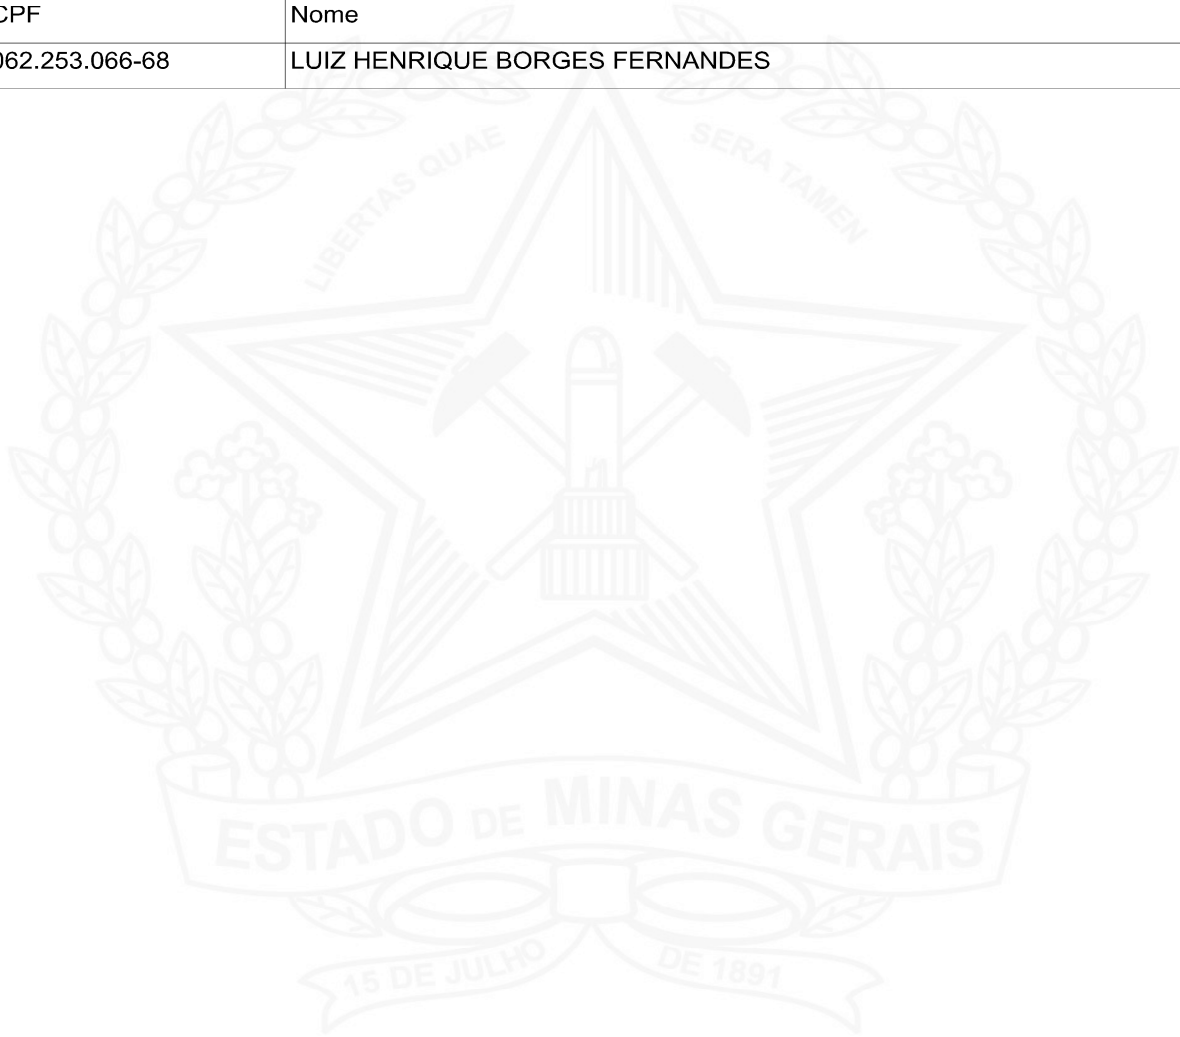 CPF Nome
062.253.066-68 LUIZ HENRIQUE BORGES FERNANDES
LIBERTAS QUAE SERA TAMEN
ESTADO DE MINAS GERAIS
15 DE JULHO DE 1891